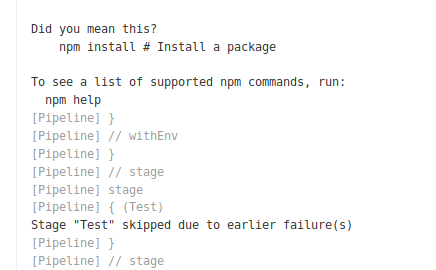 Did you mean this?
    npm install # Install a package

To see a list of supported npm commands, run:
  npm help
[Pipeline] }
[Pipeline] // withEnv
[Pipeline] }
[Pipeline] // stage
[Pipeline] stage
[Pipeline] { (Test)
Stage "Test" skipped due to earlier failure(s)
[Pipeline] }
[Pipeline] // stage